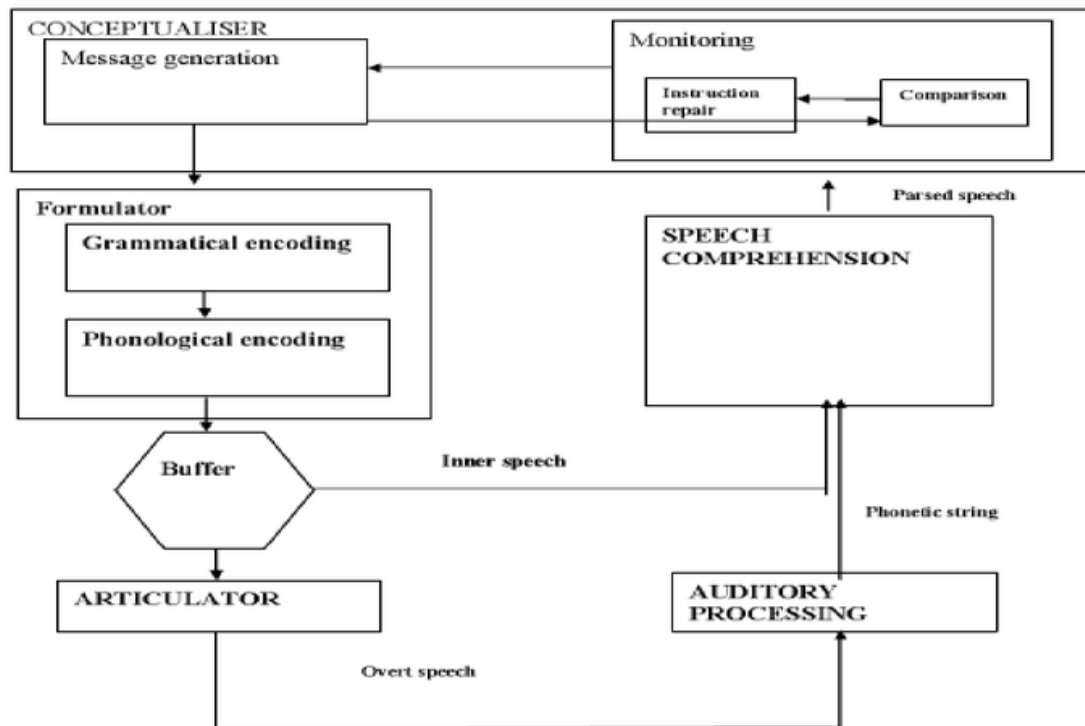 CONCEPTUALISER
Message generation
Monitoring
Instruction
repair
Comparison
Parsed speech
Formulator
Grammatical encoding
Phonological encoding
SPEECH
COMPREHENSION
Buffer
Inner speech
Phonetic string
ARTICULATOR
AUDITORY
PROCESSING
Overt speech